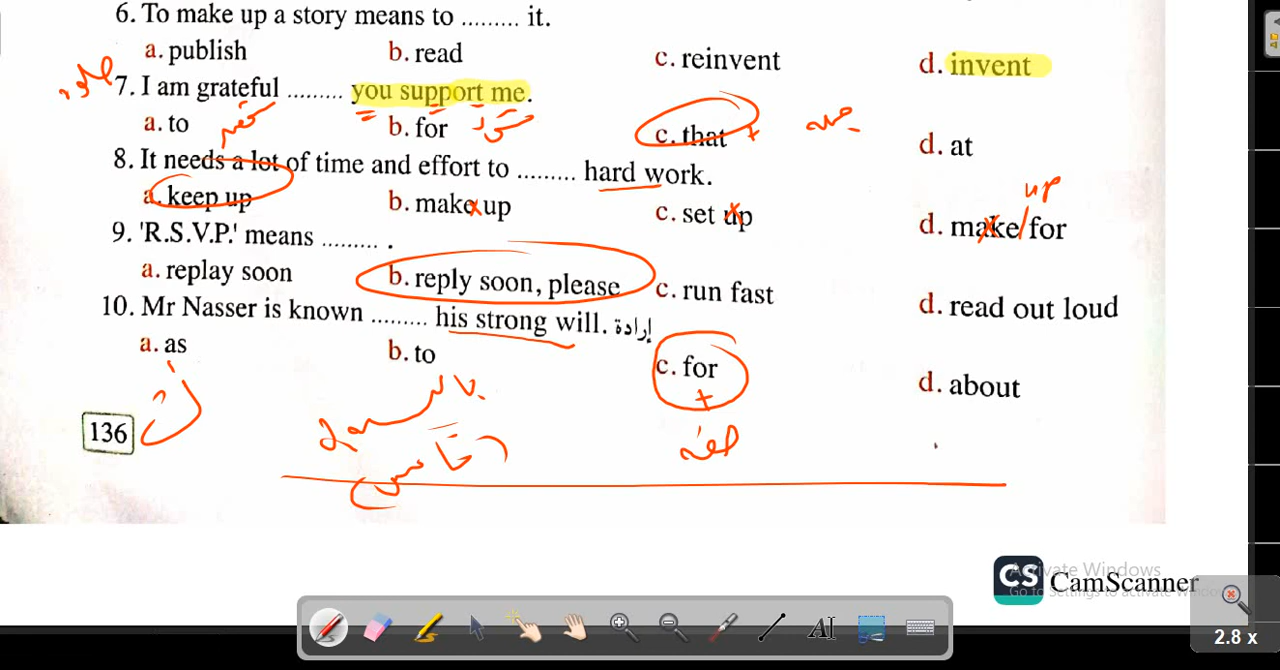 6. To make up a story means to ......... it.
a. publish b. read c. reinvent d. invent
7. I am grateful ......... you support me.
a. to b. for c. that + جملة d. at
8. It needs a lot of time and effort to ......... hard work.
up
a. keep up b. make up c. set up d. make/for
9. 'R.S.V.P.' means ......... .
a. replay soon b. reply soon, please c. run fast d. read out loud
10. Mr Nasser is known ......... his strong will. إرادة
a. as b. to c. for d. about
+
صفة
136
Activate Windows
CS CamScanner
Go to Settings to activate
AI
2.8 x